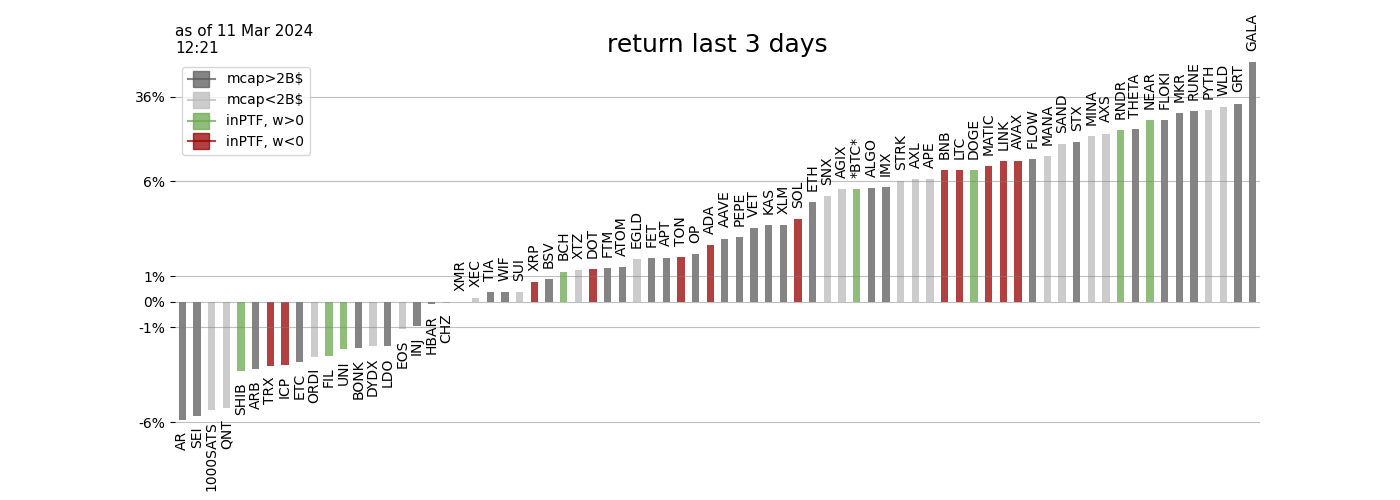 as of 11 Mar 2024
12:21
return last 3 days
mcap>2B$
mcap<2B$
inPTF, w>0
inPTF, w<0
36%
6%
1%
0%
-1%
-6%
AR
SEI
1000SATS
QNT
SHIB
ARB
TRX
ICP
ETC
ORDI
FIL
UNI
BONK
DYDX
LDO
EOS
INJ
HBAR
CHZ
XMR
XEC
TIA
WIF
SUI
XRP
BSV
BCH
XTZ
DOT
FTM
ATOM
EGLD
FET
APT
TON
OP
ADA
AAVE
PEPE
VET
KAS
XLM
SOL
ETH
SNX
AGIX
*BTC*
ALGO
IMX
STRK
AXL
APE
BNB
LTC
DOGE
MATIC
LINK
AVAX
FLOW
MANA
SAND
STX
MINA
AXS
RNDR
THETA
NEAR
FLOKI
MKR
RUNE
PYTH
WLD
GRT
GALA